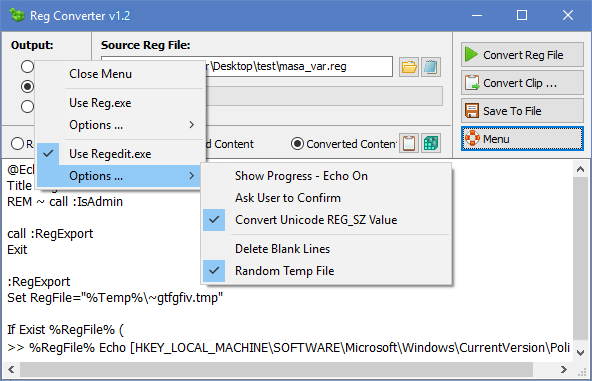 Reg Converter v1.2
Output:
Source Reg File:
\Desktop\test\masa_var.reg
Convert Reg File
Convert Clip ...
Save To File
Menu
Close Menu
Use Reg.exe
Options ...
Use Regedit.exe
Options ...
Content
Converted Content
Show Progress - Echo On
Ask User to Confirm
Convert Unicode REG_SZ Value
Delete Blank Lines
Random Temp File
Title
REM ~ call :IsAdmin
call :RegExport
Exit
:RegExport
Set RegFile="%Temp%\~gtfgfiv.tmp"
If Exist %RegFile% (
>> %RegFile% Echo [HKEY_LOCAL_MACHINE\SOFTWARE\Microsoft\Windows\CurrentVersion\Poli